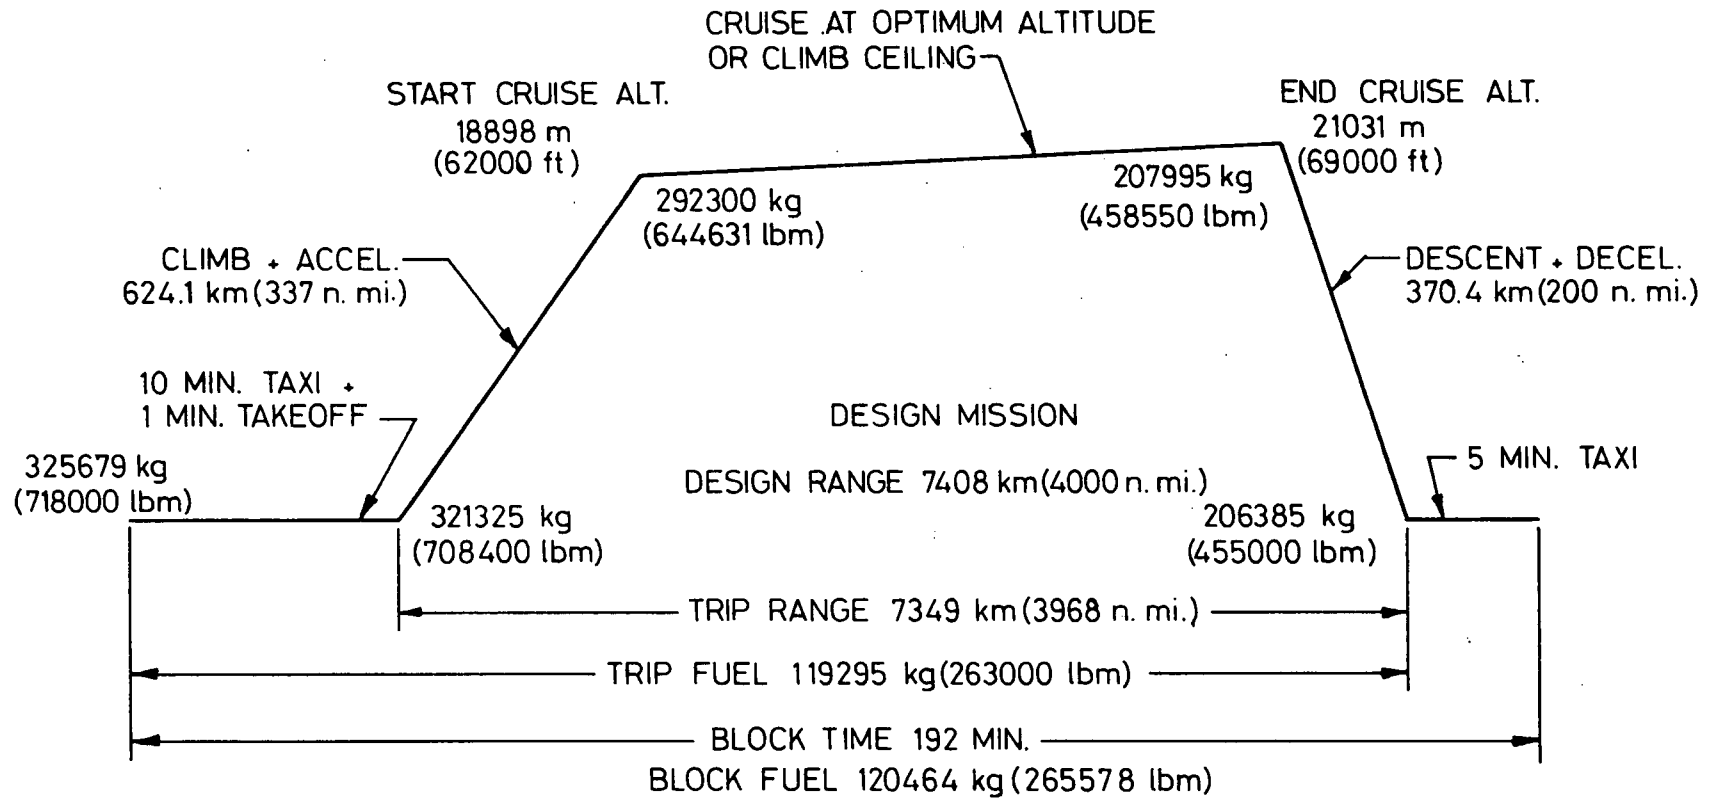 CRUISE AT OPTIMUM ALTITUDE
OR CLIMB CEILING
START CRUISE ALT.
18898 m
(62000 ft)
END CRUISE ALT.
21031 m
(69000 ft)
292300 kg
(644631 lbm)
207995 kg
(458550 lbm)
CLIMB + ACCEL.
624.1 km (337 n. mi.)
DESCENT + DECEL.
370.4 km (200 n. mi.)
10 MIN. TAXI +
1 MIN. TAKEOFF
DESIGN MISSION
DESIGN RANGE 7408 km (4000 n. mi.)
325679 kg
(718000 lbm)
5 MIN. TAXI
321325 kg
(708400 lbm)
206385 kg
(455000 lbm)
TRIP RANGE 7349 km (3968 n. mi.)
TRIP FUEL 119295 kg (263000 lbm)
BLOCK TIME 192 MIN.
BLOCK FUEL 120464 kg (265578 lbm)